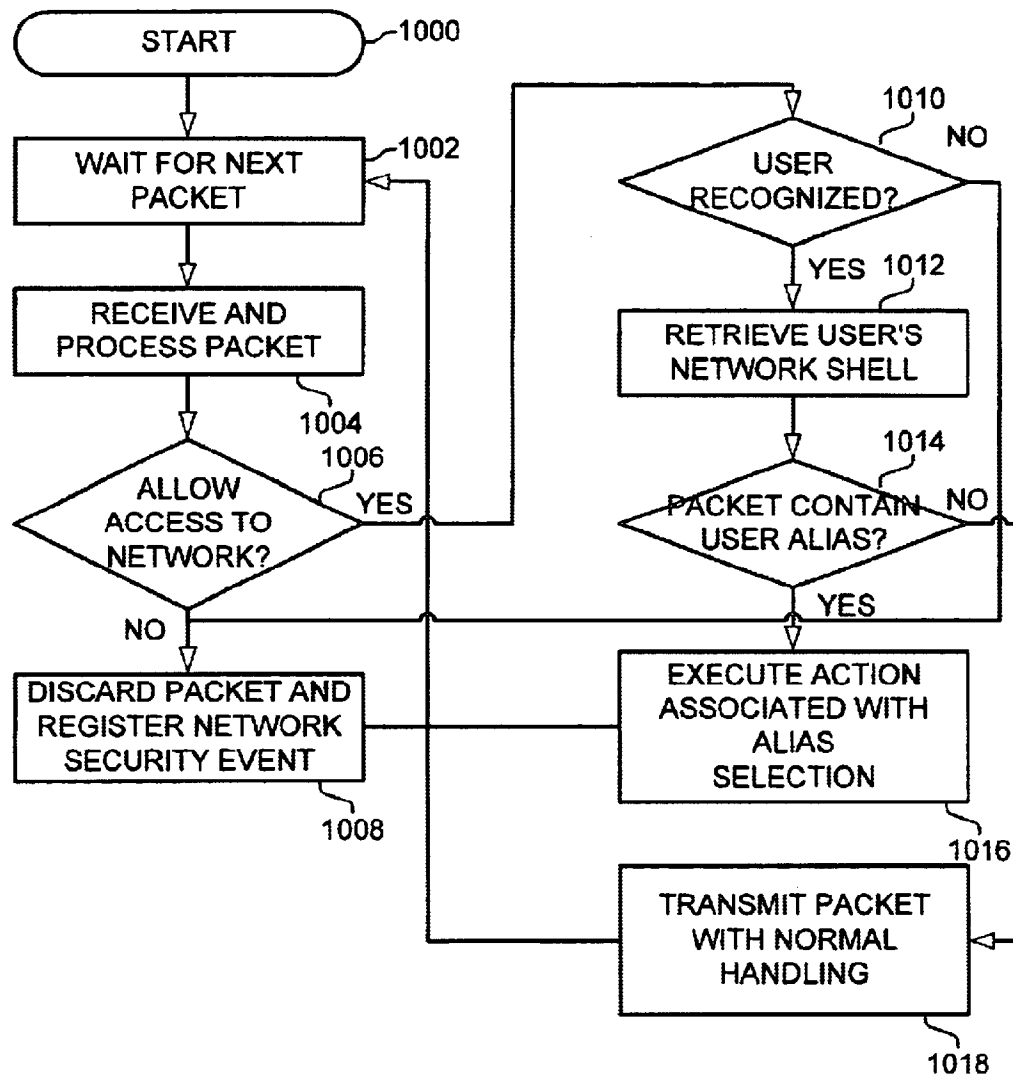 START
1000
WAIT FOR NEXT
PACKET
1002
RECEIVE AND
PROCESS PACKET
1004
1006
ALLOW
ACCESS TO
NETWORK?
YES
NO
DISCARD PACKET AND
REGISTER NETWORK
SECURITY EVENT
1008
1010
NO
USER
RECOGNIZED?
YES
1012
RETRIEVE USER'S
NETWORK SHELL
1014
PACKET CONTAIN
USER ALIAS?
NO
YES
EXECUTE ACTION
ASSOCIATED WITH
ALIAS
SELECTION
1016
TRANSMIT PACKET
WITH NORMAL
HANDLING
1018